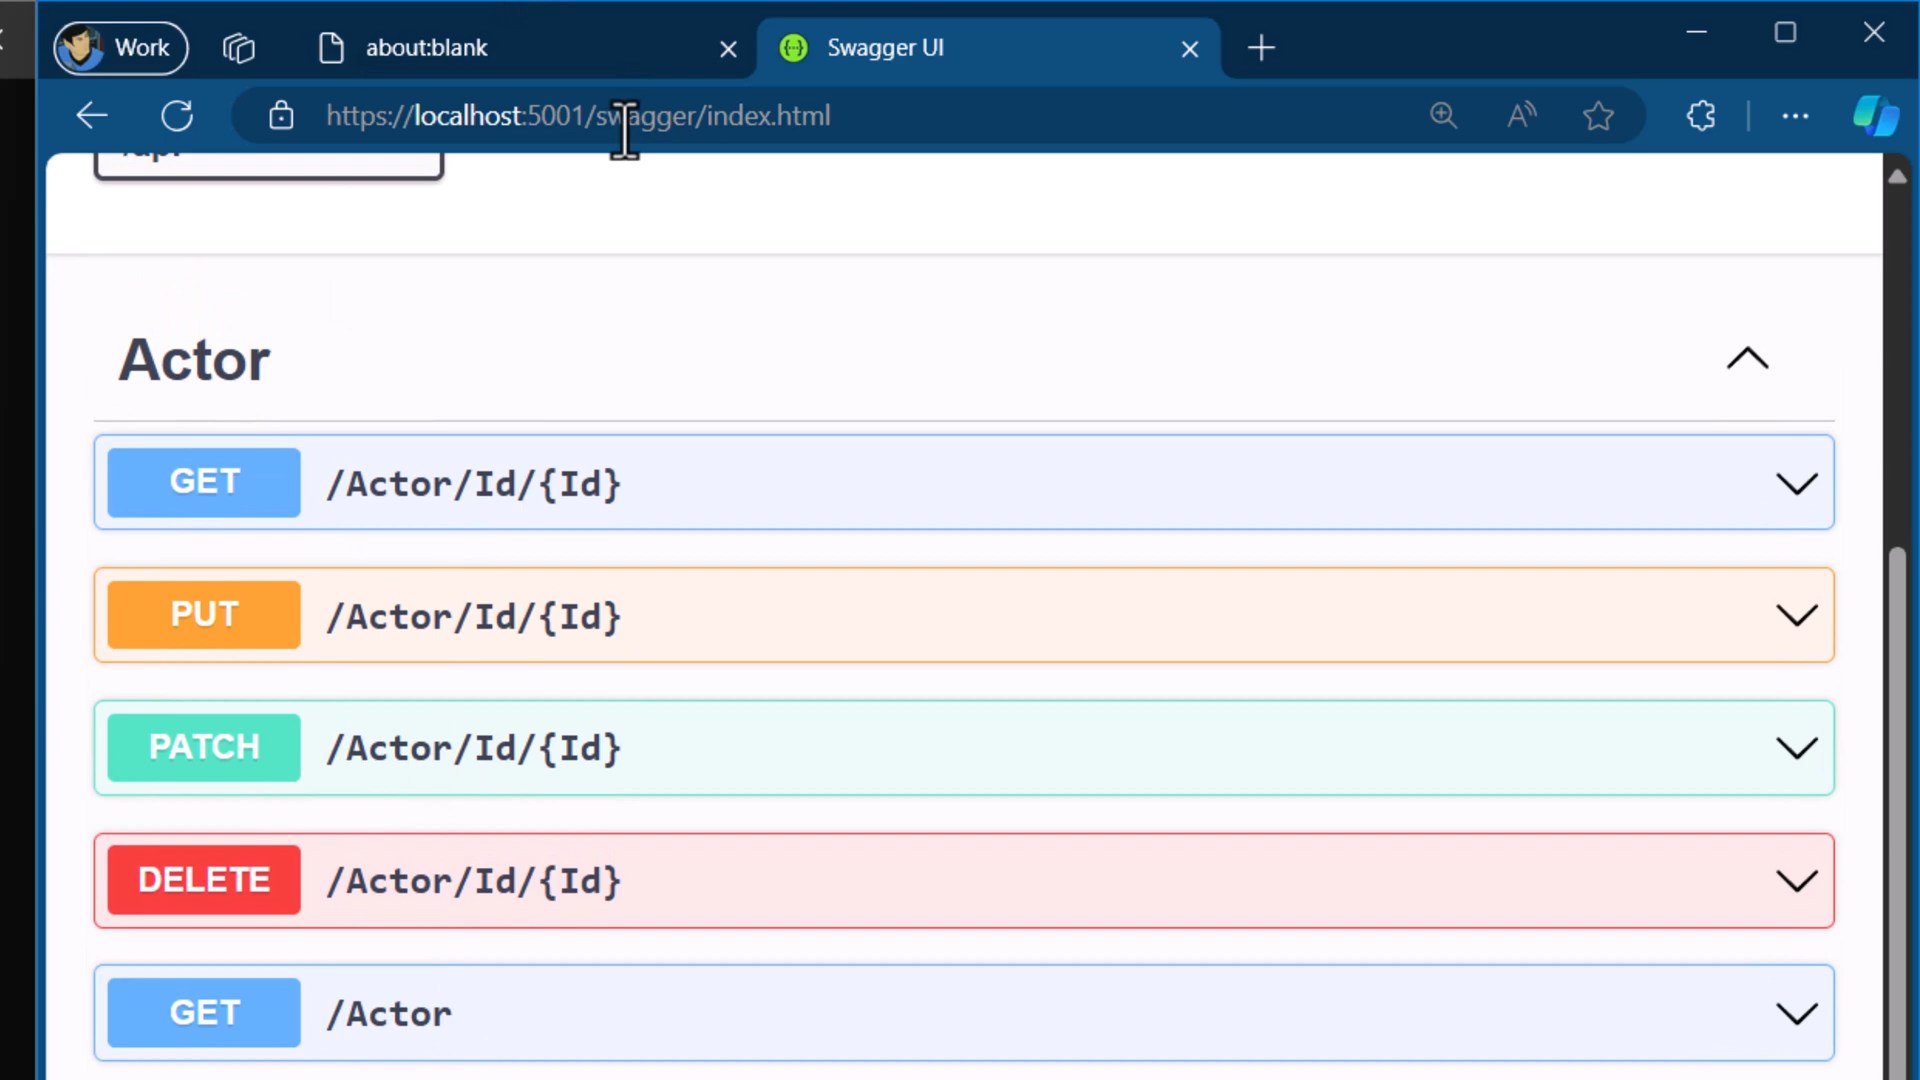 Work
about:blank
Swagger UI
https://localhost:5001/swagger/index.html
Actor
GET /Actor/Id/{Id}
PUT /Actor/Id/{Id}
PATCH /Actor/Id/{Id}
DELETE /Actor/Id/{Id}
GET /Actor